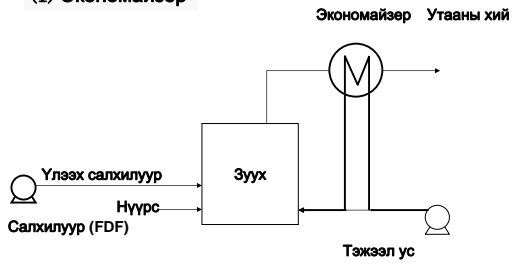 (1) Экономайзер
Экономайзер Утааны хий
Үлээх салхилуур
Зуух
Нүүрс
Салхилуур (FDF)
Тэжээл ус